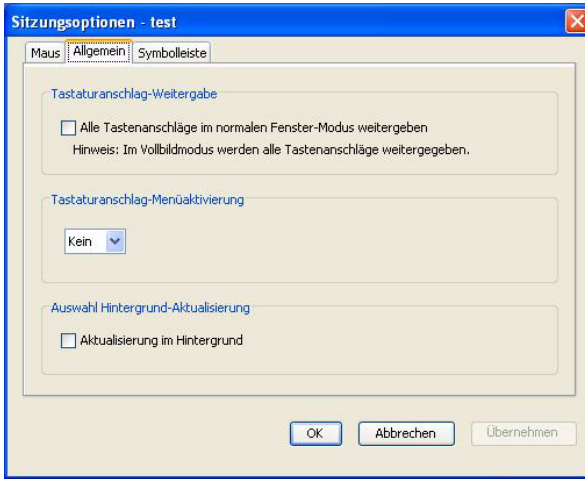 Sitzungsoptionen - test
Maus Allgemein Symbolleiste
Tastaturanschlag-Weitergabe
Alle Tastenanschläge im normalen Fenster-Modus weitergeben
Hinweis: Im Vollbildmodus werden alle Tastenanschläge weitergegeben.
Tastaturanschlag-Menüaktivierung
Kein
Auswahl Hintergrund-Aktualisierung
Aktualisierung im Hintergrund
OK Abbrechen Übernehmen